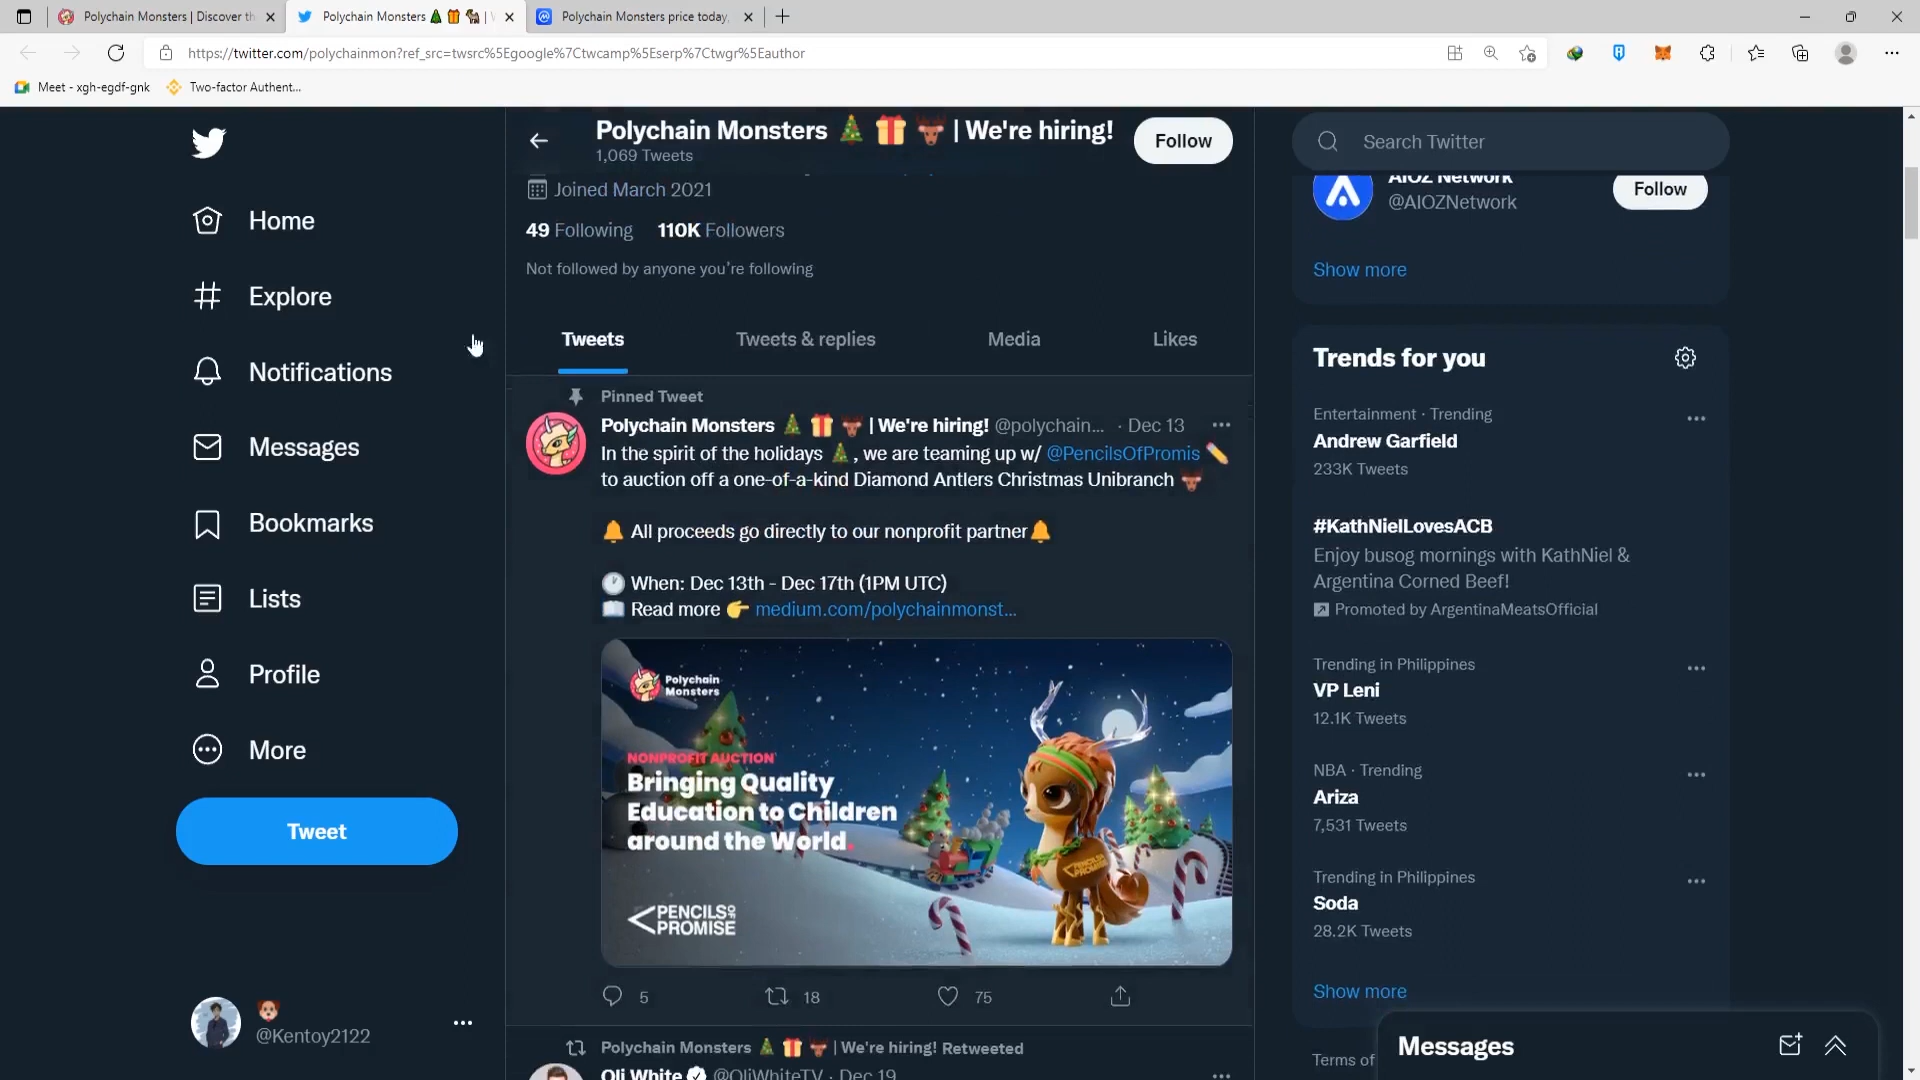 Polychain Monsters | Discover th
Polychain Monsters 🎄 🎁 🐕‍🦺 | W
Polychain Monsters price today,
https://twitter.com/polychainmon?ref_src=twsrc%5Egoogle%7Ctwcamp%5Eserp%7Ctwgr%5Eauthor
Meet - xgh-egdf-gnk
Two-factor Authent...
Polychain Monsters 🎄 🎁 🦌 | We're hiring!
1,069 Tweets
Follow
Joined March 2021
49 Following 110K Followers
Not followed by anyone you're following
Tweets
Tweets & replies
Media
Likes
Home
Explore
Notifications
Messages
Bookmarks
Lists
Profile
More
Tweet
@Kentoy2122
Pinned Tweet
Polychain Monsters 🎄 🎁 🦌 | We're hiring! @polychain... · Dec 13
In the spirit of the holidays 🎄, we are teaming up w/ @PencilsOfPromis ✏️
to auction off a one-of-a-kind Diamond Antlers Christmas Unibranch 🦌
🔔 All proceeds go directly to our nonprofit partner🔔
🕐 When: Dec 13th - Dec 17th (1PM UTC)
📖 Read more 👉 medium.com/polychainmonst...
Polychain
Monsters
NONPROFIT AUCTION
Bringing Quality
Education to Children
around the World.
PENCILS OF
PROMISE
PENCILS OF
PROMISE
5
18
75
Polychain Monsters 🎄 🎁 🦌 | We're hiring! Retweeted
Oli White @OliWhiteTV · Dec 19
Search Twitter
AIOZ Network
@AIOZNetwork
Follow
Show more
Trends for you
Entertainment · Trending
Andrew Garfield
233K Tweets
#KathNielLovesACB
Enjoy busog mornings with KathNiel &
Argentina Corned Beef!
Promoted by ArgentinaMeatsOfficial
Trending in Philippines
VP Leni
12.1K Tweets
NBA · Trending
Ariza
7,531 Tweets
Trending in Philippines
Soda
28.2K Tweets
Show more
Terms of
Messages